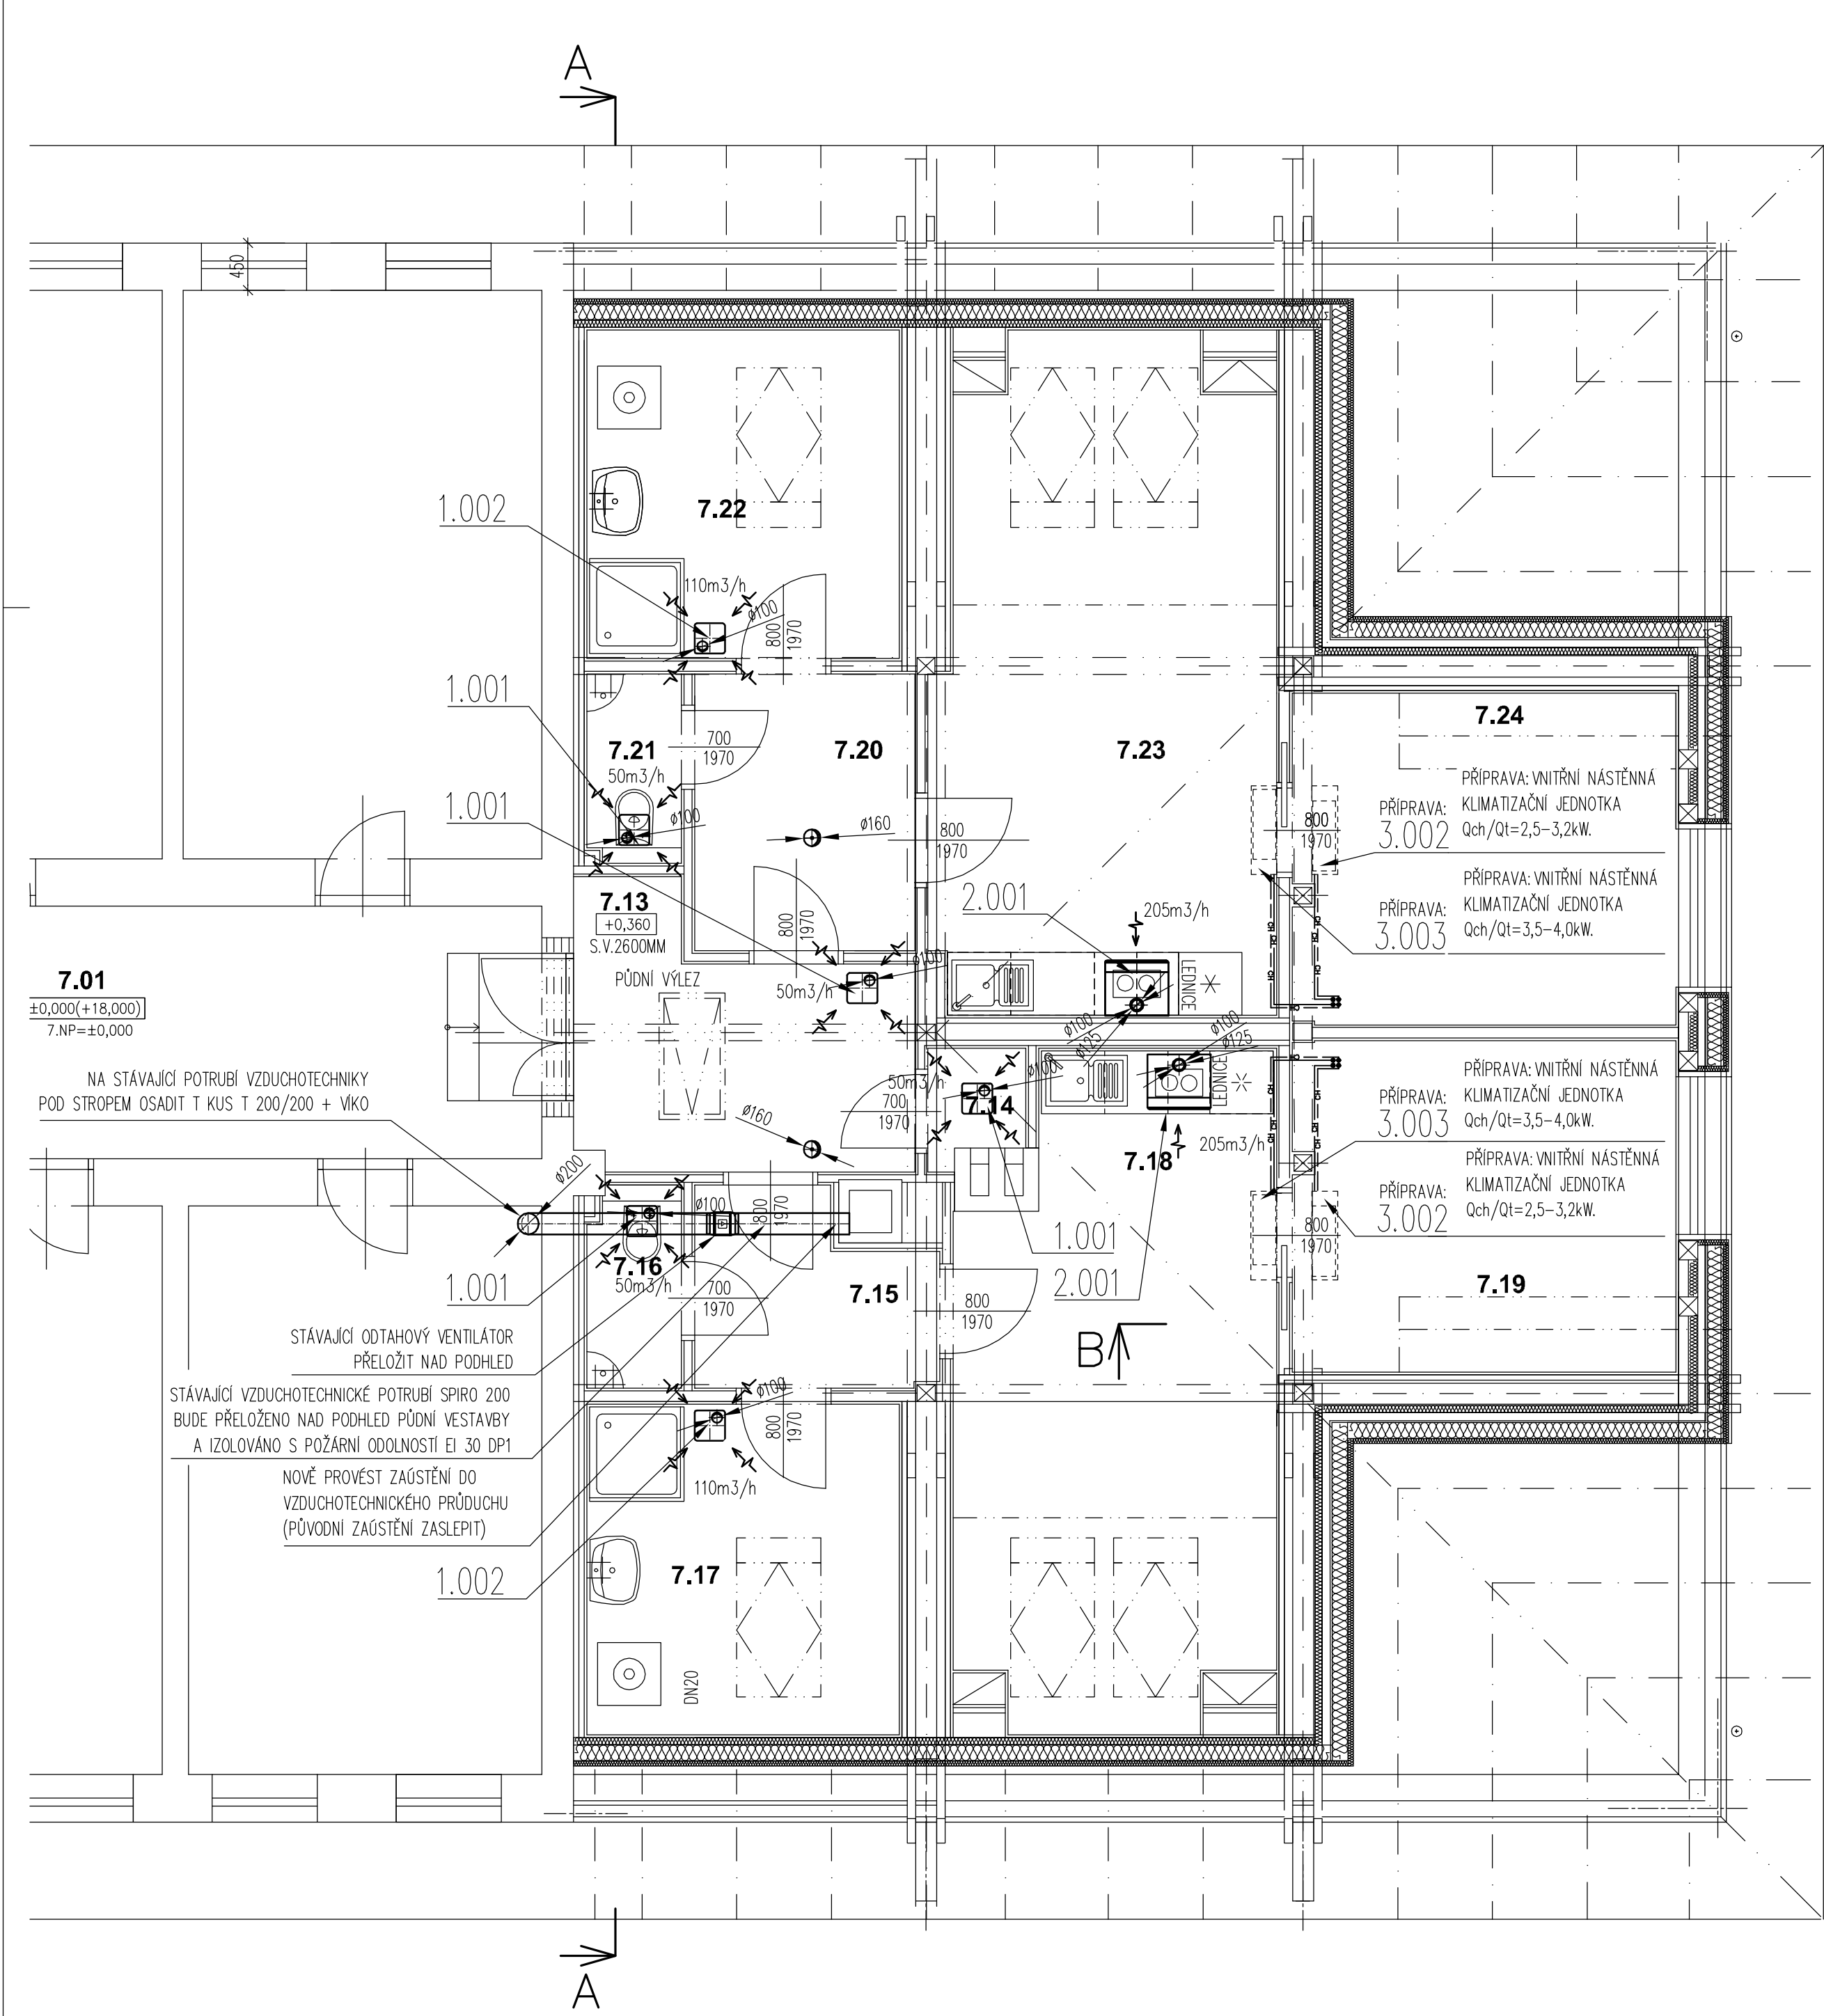 A
450
7.22
1.002
110m3/h
ø100
800
1970
1.001
7.21
50m3/h
ø100
700
1970
7.20
7.23
7.24
1.001
ø160
800
1970
800
1970
PŘÍPRAVA:
3.002
PŘÍPRAVA: VNITŘNÍ NÁSTĚNNÁ
KLIMATIZAČNÍ JEDNOTKA
Qch/Qt=2,5–3,2kW.
PŘÍPRAVA:
3.003
PŘÍPRAVA: VNITŘNÍ NÁSTĚNNÁ
KLIMATIZAČNÍ JEDNOTKA
Qch/Qt=3,5–4,0kW.
7.13
+0,360
S.V.2600MM
PŮDNÍ VÝLEZ
800
1970
2.001
205m3/h
LEDNICE
50m3/h
ø100
7.01
±0,000(+18,000)
7.NP=±0,000
ø100
ø125
ø100
ø125
LEDNICE
NA STÁVAJÍCÍ POTRUBÍ VZDUCHOTECHNIKY
POD STROPEM OSADIT T KUS T 200/200 + VÍKO
ø160
50m3/h
700
1970
7.14
ø100
7.18
205m3/h
PŘÍPRAVA:
3.003
PŘÍPRAVA: VNITŘNÍ NÁSTĚNNÁ
KLIMATIZAČNÍ JEDNOTKA
Qch/Qt=3,5–4,0kW.
PŘÍPRAVA:
3.002
PŘÍPRAVA: VNITŘNÍ NÁSTĚNNÁ
KLIMATIZAČNÍ JEDNOTKA
Qch/Qt=2,5–3,2kW.
ø200
ø100
800
1970
7.16
50m3/h
1.001
700
1970
7.15
800
1970
1.001
2.001
800
1970
7.19
B
STÁVAJÍCÍ ODTAHOVÝ VENTILÁTOR
PŘELOŽIT NAD PODHLED
STÁVAJÍCÍ VZDUCHOTECHNICKÉ POTRUBÍ SPIRO 200
BUDE PŘELOŽENO NAD PODHLED PŮDNÍ VESTAVBY
A IZOLOVÁNO S POŽÁRNÍ ODOLNOSTÍ EI 30 DP1
NOVĚ PROVÉST ZAÚSTĚNÍ DO
VZDUCHOTECHNICKÉHO PRŮDUCHU
(PŮVODNÍ ZAÚSTĚNÍ ZASLEPIT)
ø100
800
1970
110m3/h
1.002
7.17
DN20
A